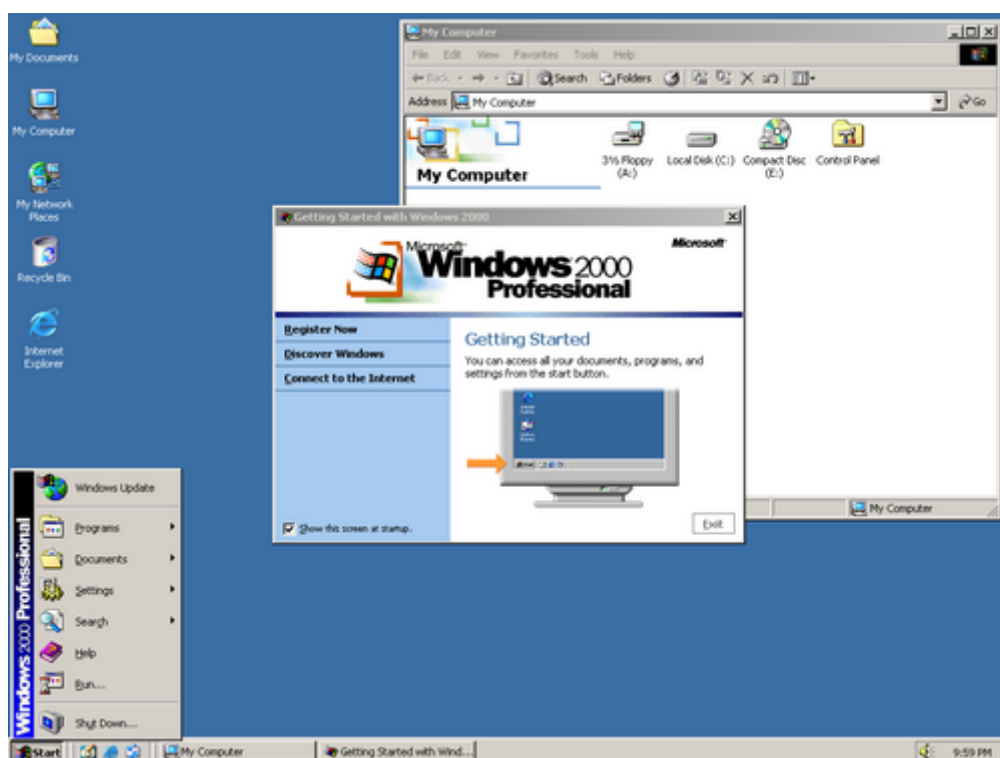 My Documents
My Computer
My Network
Places
Recycle Bin
Internet
Explorer
My Computer
File Edit View Favorites Tools Help
Back Search Folders
Address My Computer Go
My Computer
3½ Floppy
(A:)
Local Disk (C:)
Compact Disc
(E:)
Control Panel
My Computer
Getting Started with Windows 2000
Microsoft
Windows 2000
Professional
Microsoft
Register Now
Discover Windows
Connect to the Internet
Getting Started
You can access all your documents, programs, and
settings from the start button.
Show this screen at startup.
Exit
Windows 2000 Professional
Windows Update
Programs
Documents
Settings
Search
Help
Run...
Shut Down...
Start My Computer Getting Started with Wind... 9:59 PM